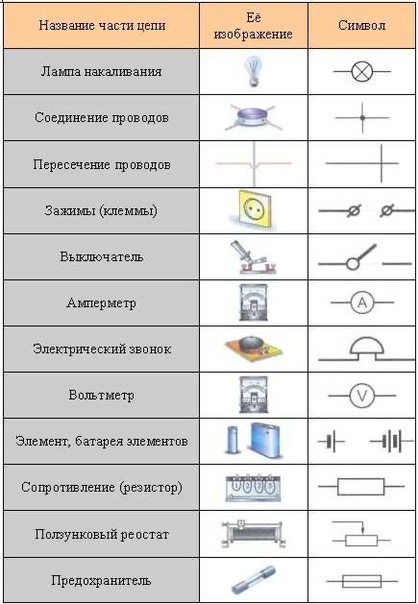 Название части цепи
Её изображение
Символ
Лампа накаливания
Соединение проводов
Пересечение проводов
Зажимы (клеммы)
Выключатель
Амперметр
A
Электрический звонок
Вольтметр
V
Элемент, батарея элементов
Сопротивление (резистор)
Ползунковый реостат
Предохранитель